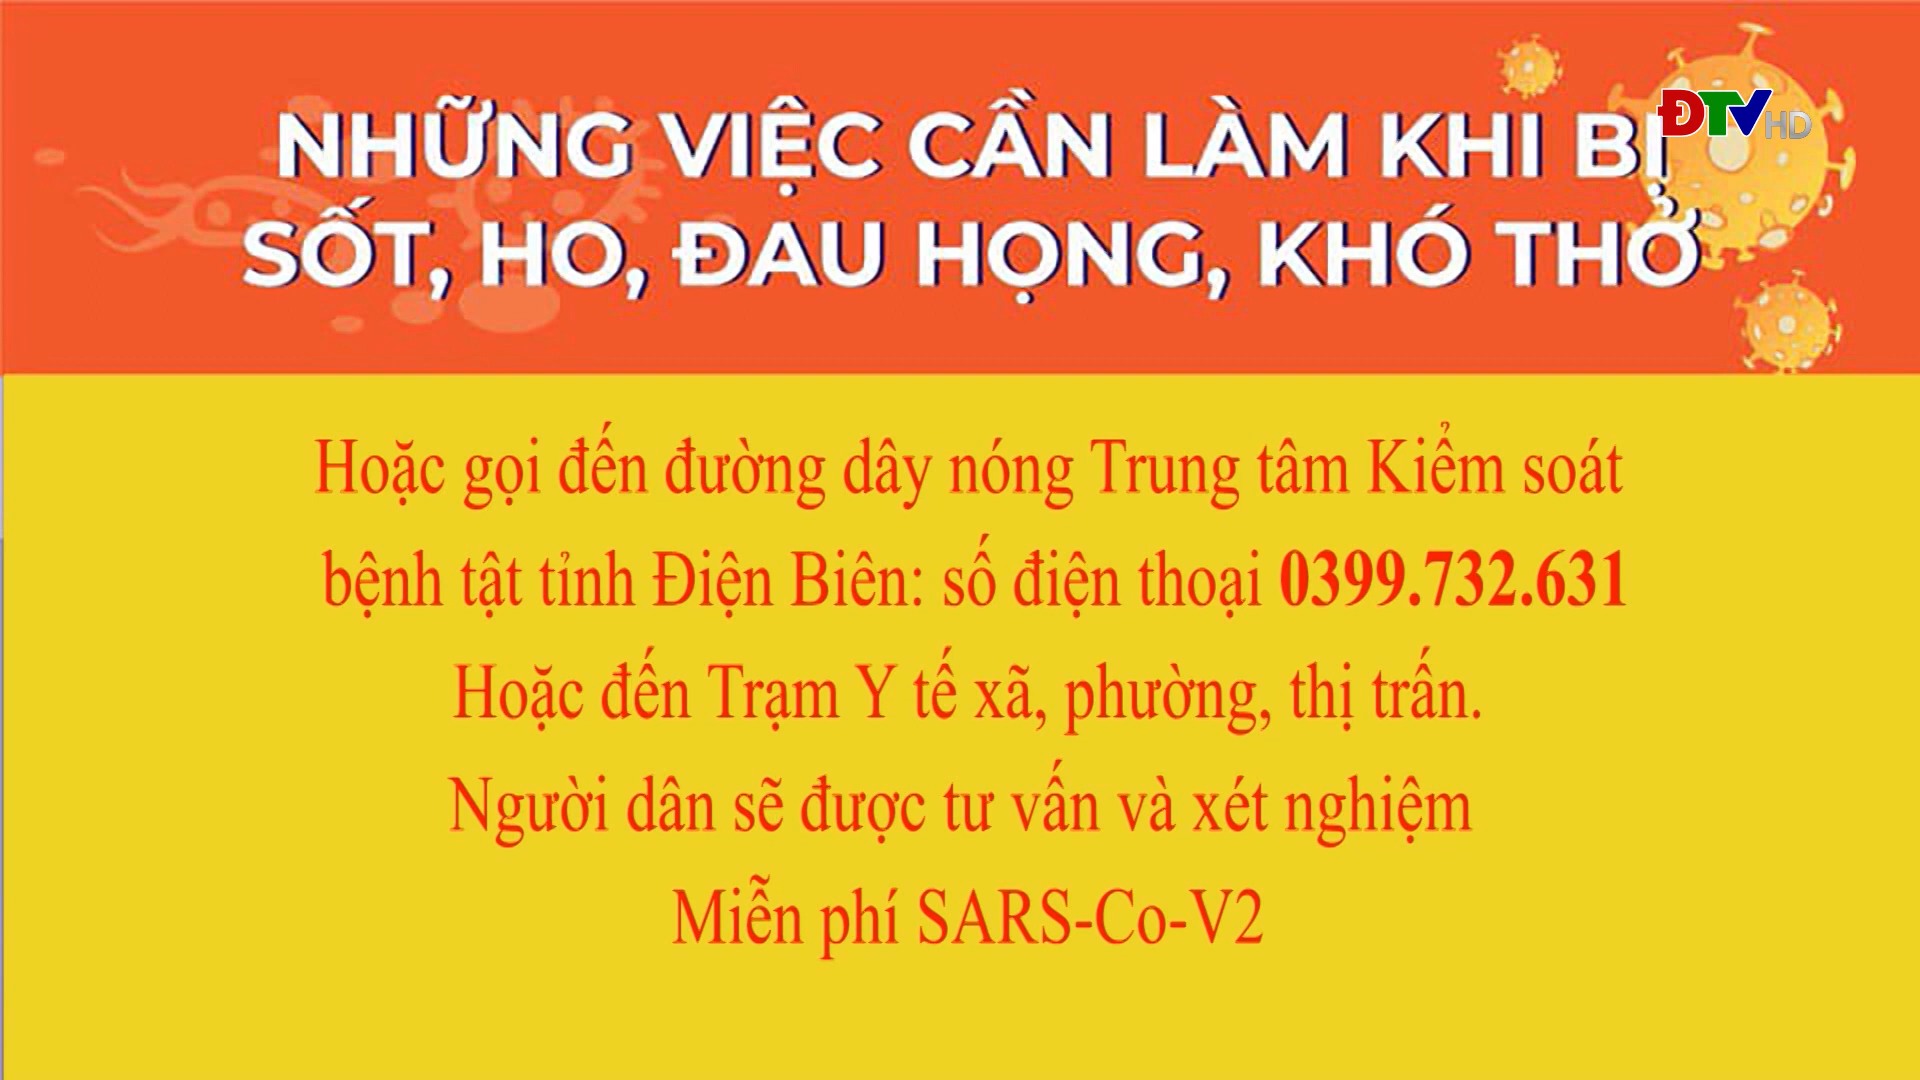 ĐTV HD
NHỮNG VIỆC CẦN LÀM KHI BỊ
SỐT, HO, ĐAU HỌNG, KHÓ THỞ
Hoặc gọi đến đường dây nóng Trung tâm Kiểm soát
bệnh tật tỉnh Điện Biên: số điện thoại 0399.732.631
Hoặc đến Trạm Y tế xã, phường, thị trấn.
Người dân sẽ được tư vấn và xét nghiệm
Miễn phí SARS-Co-V2